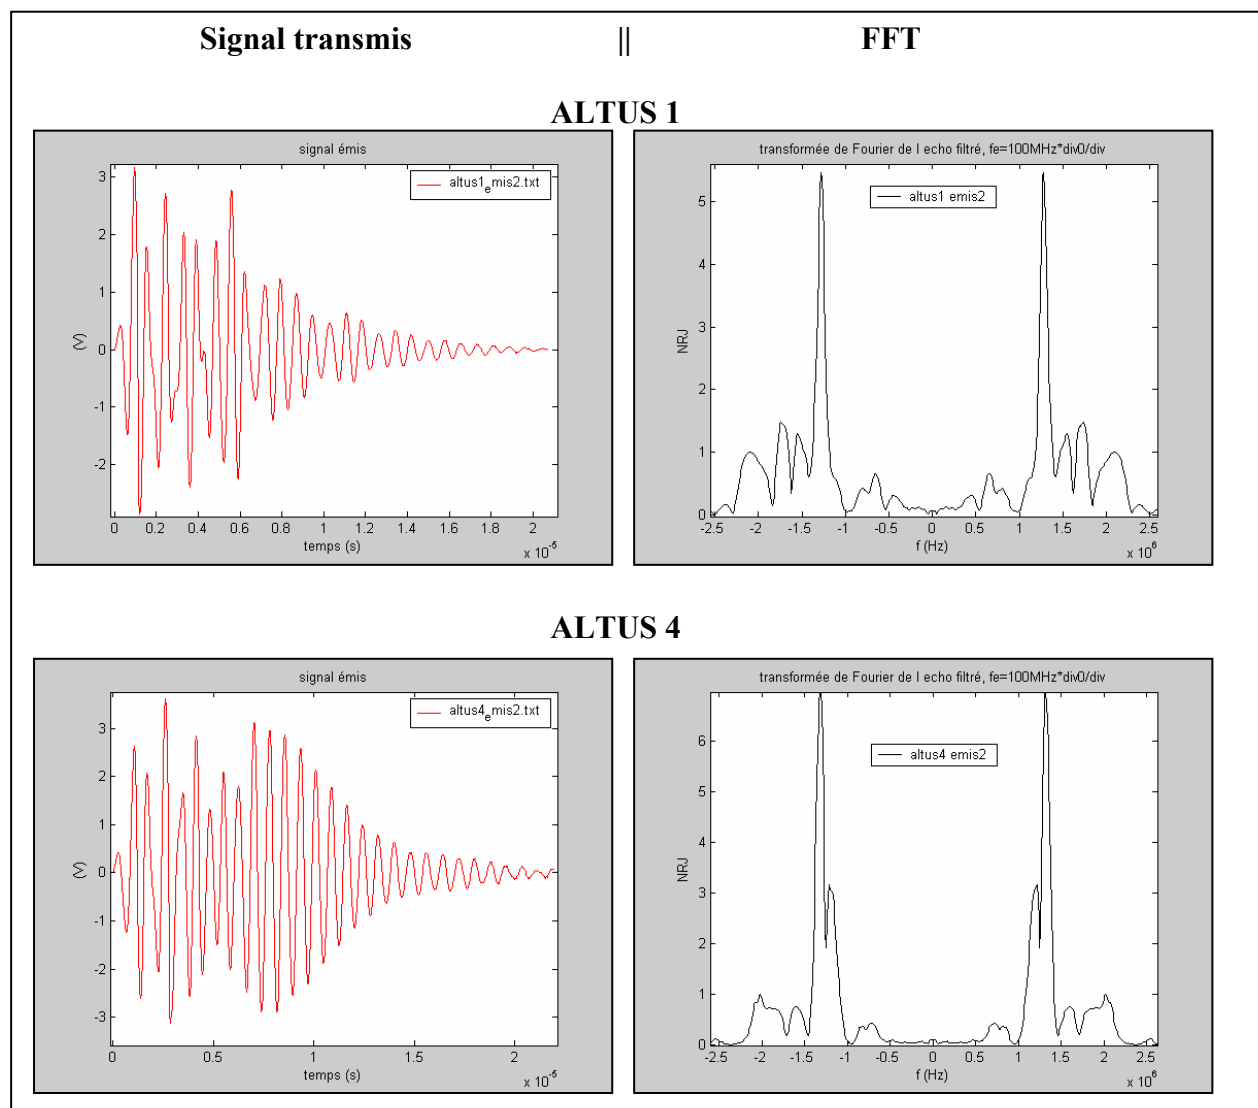 Signal transmis || FFT
ALTUS 1
signal émis
altus1_emis2.txt
(V)
3
2
1
0
-1
-2
0 0.2 0.4 0.6 0.8 1 1.2 1.4 1.6 1.8 2
temps (s)
x 10^-5
transformée de Fourier de l echo filtré, fe=100MHz*div0/div
altus1 emis2
NRJ
5
4
3
2
1
0
-2.5 -2 -1.5 -1 -0.5 0 0.5 1 1.5 2 2.5
f (Hz)
x 10^6
ALTUS 4
signal émis
altus4_emis2.txt
(V)
3
2
1
0
-1
-2
-3
0 0.5 1 1.5 2
temps (s)
x 10^-5
transformée de Fourier de l echo filtré, fe=100MHz*div0/div
altus4 emis2
NRJ
6
5
4
3
2
1
0
-2.5 -2 -1.5 -1 -0.5 0 0.5 1 1.5 2 2.5
f (Hz)
x 10^6